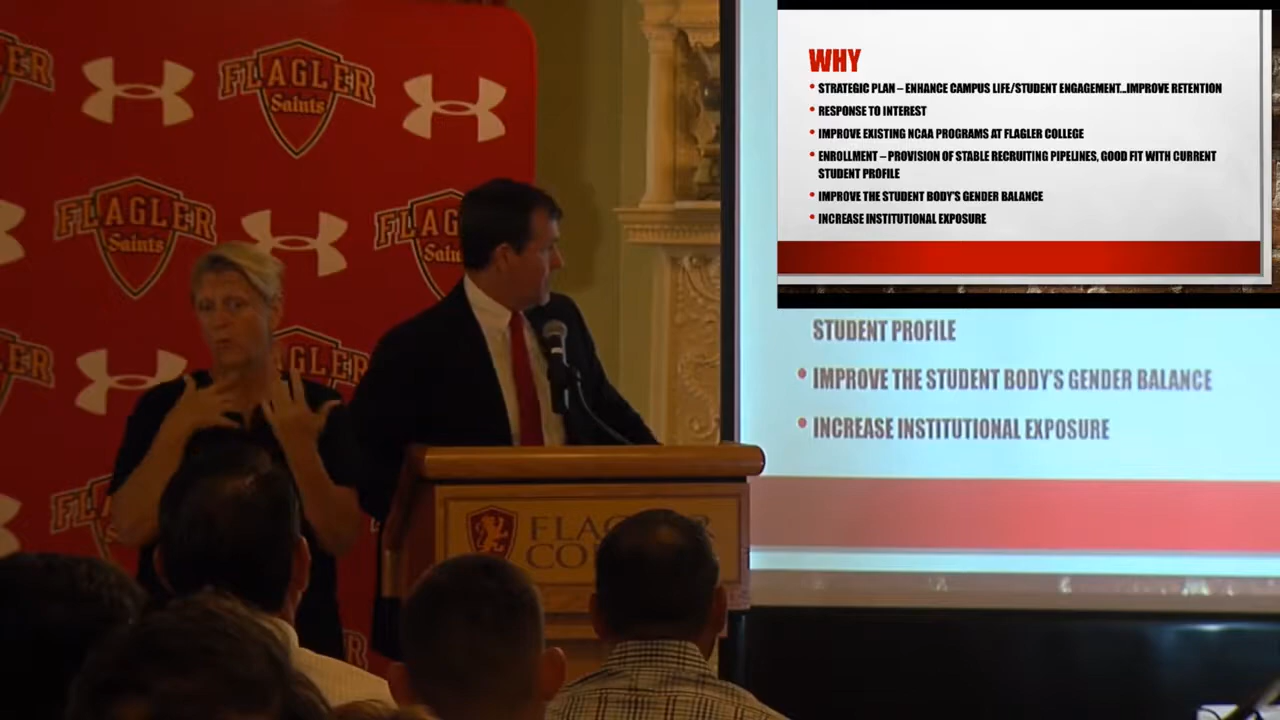 FLAGLER
Saints
FLAGLER
Saints
FLAGLER
FLAGLER
WHY
• STRATEGIC PLAN – ENHANCE CAMPUS LIFE/STUDENT ENGAGEMENT...IMPROVE RETENTION
• RESPONSE TO INTEREST
• IMPROVE EXISTING NCAA PROGRAMS AT FLAGLER COLLEGE
• ENROLLMENT – PROVISION OF STABLE RECRUITING PIPELINES, GOOD FIT WITH CURRENT
STUDENT PROFILE
• IMPROVE THE STUDENT BODY'S GENDER BALANCE
• INCREASE INSTITUTIONAL EXPOSURE
STUDENT PROFILE
• IMPROVE THE STUDENT BODY'S GENDER BALANCE
• INCREASE INSTITUTIONAL EXPOSURE